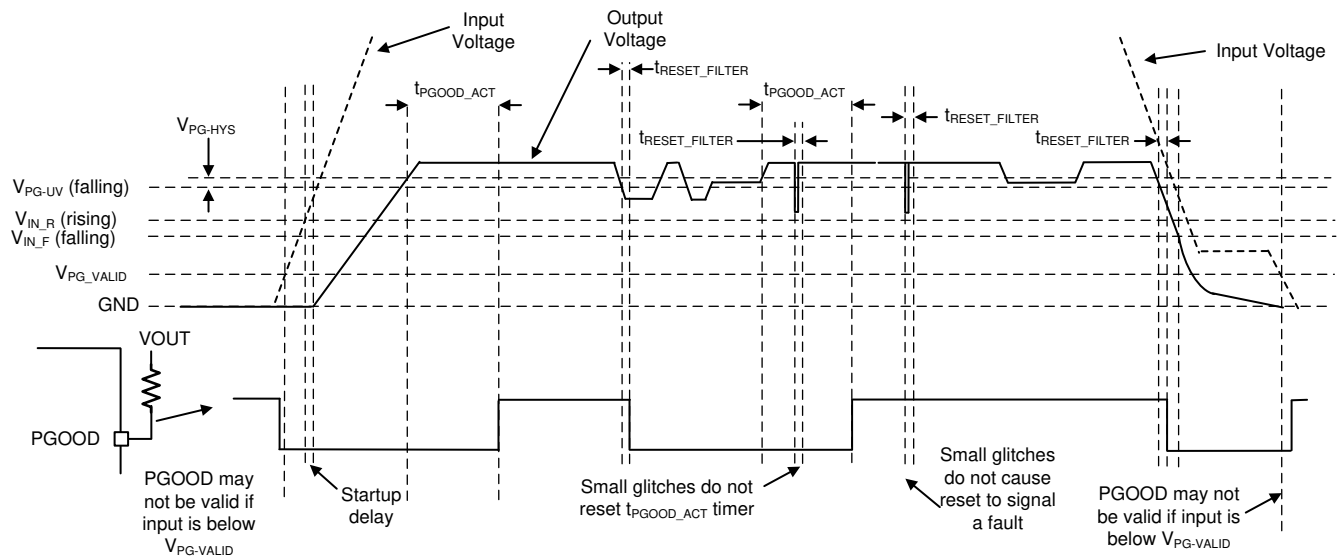 Input
Voltage
Output
Voltage
Input Voltage
tRESET_FILTER
tPGOOD_ACT
tPGOOD_ACT
tRESET_FILTER
tRESET_FILTER
tRESET_FILTER
VPG-HYS
VPG-UV (falling)
VIN_R (rising)
VIN_F (falling)
VPG_VALID
GND
VOUT
PGOOD
PGOOD may
not be valid if
input is below
VPG-VALID
Startup
delay
Small glitches do not
reset tPGOOD_ACT timer
Small glitches
do not cause
reset to signal
a fault
PGOOD may not
be valid if input is
below VPG-VALID